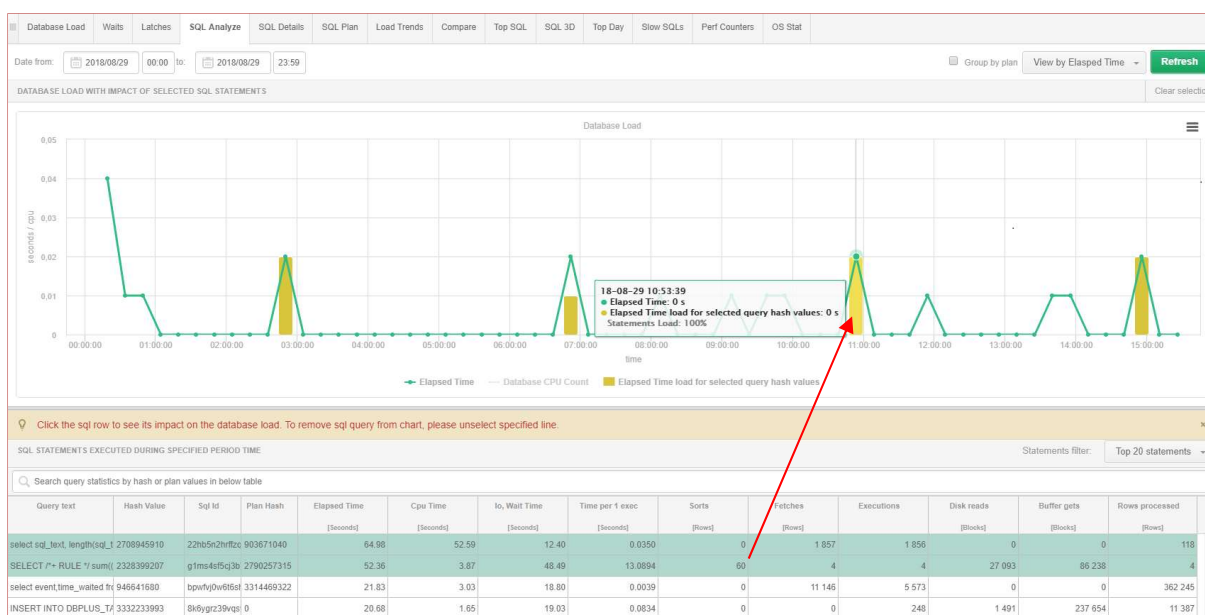 Database Load Waits Latches SQL Analyze SQL Details SQL Plan Load Trends Compare Top SQL SQL 3D Top Day Slow SQLs Perf Counters OS Stat
Date from: 2018/08/29 00:00 to: 2018/08/29 23:59 Group by plan View by Elasped Time Refresh
DATABASE LOAD WITH IMPACT OF SELECTED SQL STATEMENTS Clear selectio
Database Load
0,05
0,04
0,03
0,02
0,01
0
seconds / cpu
18-08-29 10:53:39
Elapsed Time: 0 s
Elapsed Time load for selected query hash values: 0 s
Statements Load: 100%
00:00:00 01:00:00 02:00:00 03:00:00 04:00:00 05:00:00 06:00:00 07:00:00 08:00:00 09:00:00 10:00:00 11:00:00 12:00:00 13:00:00 14:00:00 15:00:00
time
Elapsed Time Database CPU Count Elapsed Time load for selected query hash values
Click the sql row to see its impact on the database load. To remove sql query from chart, please unselect specified line.
SQL STATEMENTS EXECUTED DURING SPECIFIED PERIOD TIME Statements filter: Top 20 statements
Search query statistics by hash or plan values in below table
Query text Hash Value Sql Id Plan Hash Elapsed Time Cpu Time Io, Wait Time Time per 1 exec Sorts Fetches Executions Disk reads Buffer gets Rows processed
[Seconds] [Seconds] [Seconds] [Seconds] [Rows] [Rows] [Blocks] [Blocks] [Rows]
select sql_text, length(sql_t 2708945910 22hb5n2hrffzc 903671040 64.98 52.59 12.40 0.0350 0 1 857 1 856 0 0 118
SELECT /*+ RULE */ sum(( 2328399207 g1ms4sf5cj3b 2790257315 52.36 3.87 48.49 13.0894 60 4 4 27 093 86 238 4
select event,time_waited fro 946641680 bpwfvj0w6t6sl 3314469322 21.83 3.03 18.80 0.0039 0 11 146 5 573 0 0 362 245
INSERT INTO DBPLUS_TA 3332233993 8k6ygrz39vqs 0 20.68 1.65 19.03 0.0834 0 0 248 1 491 237 654 11 387